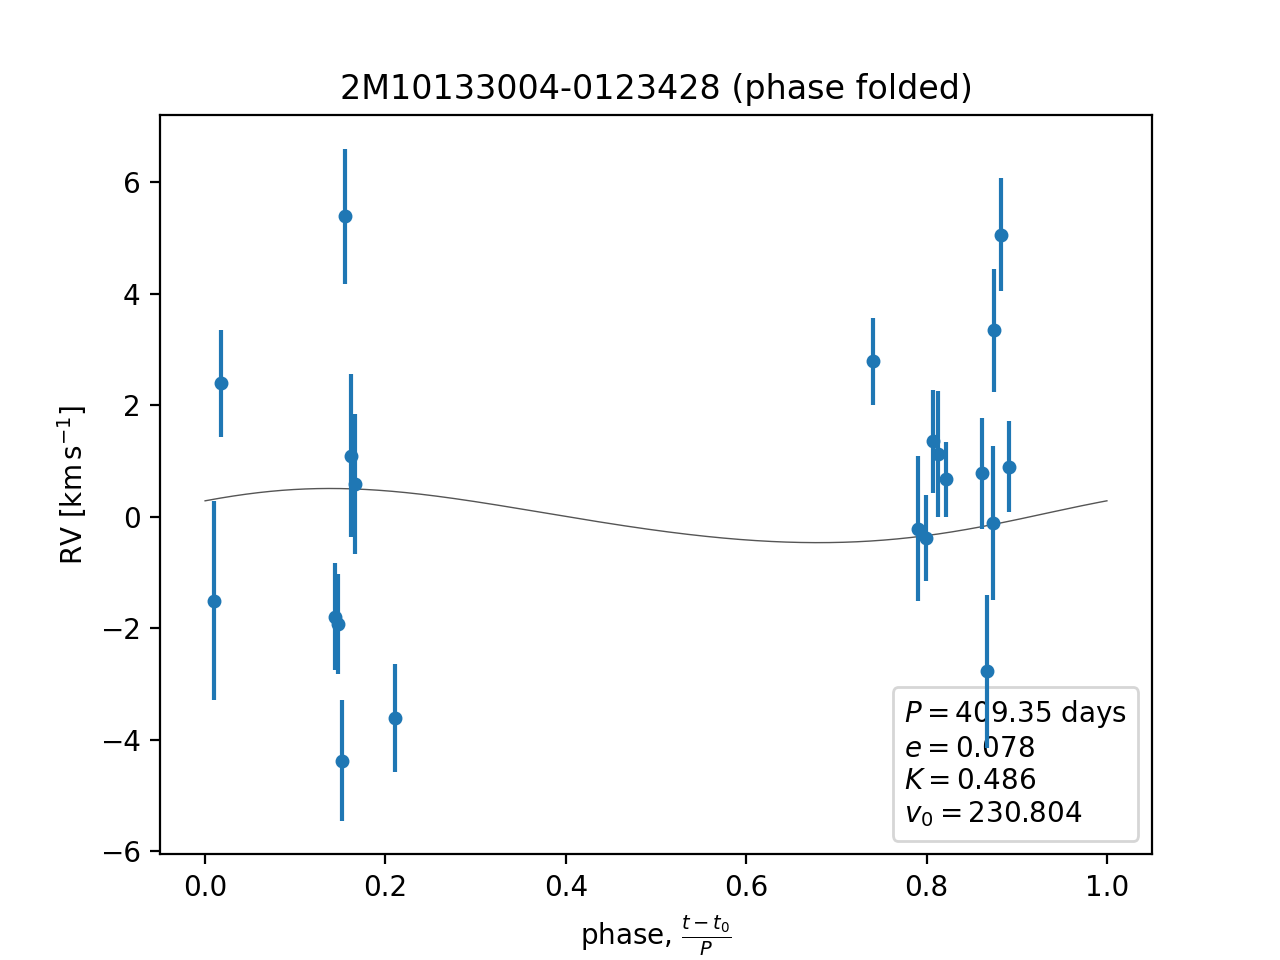 2M10133004-0123428 (phase folded)
RV [km s⁻¹]
6
4
2
0
−2
−4
−6
P = 409.35 days
e = 0.078
K = 0.486
v₀ = 230.804
0.0 0.2 0.4 0.6 0.8 1.0
phase, (t − t₀)/P